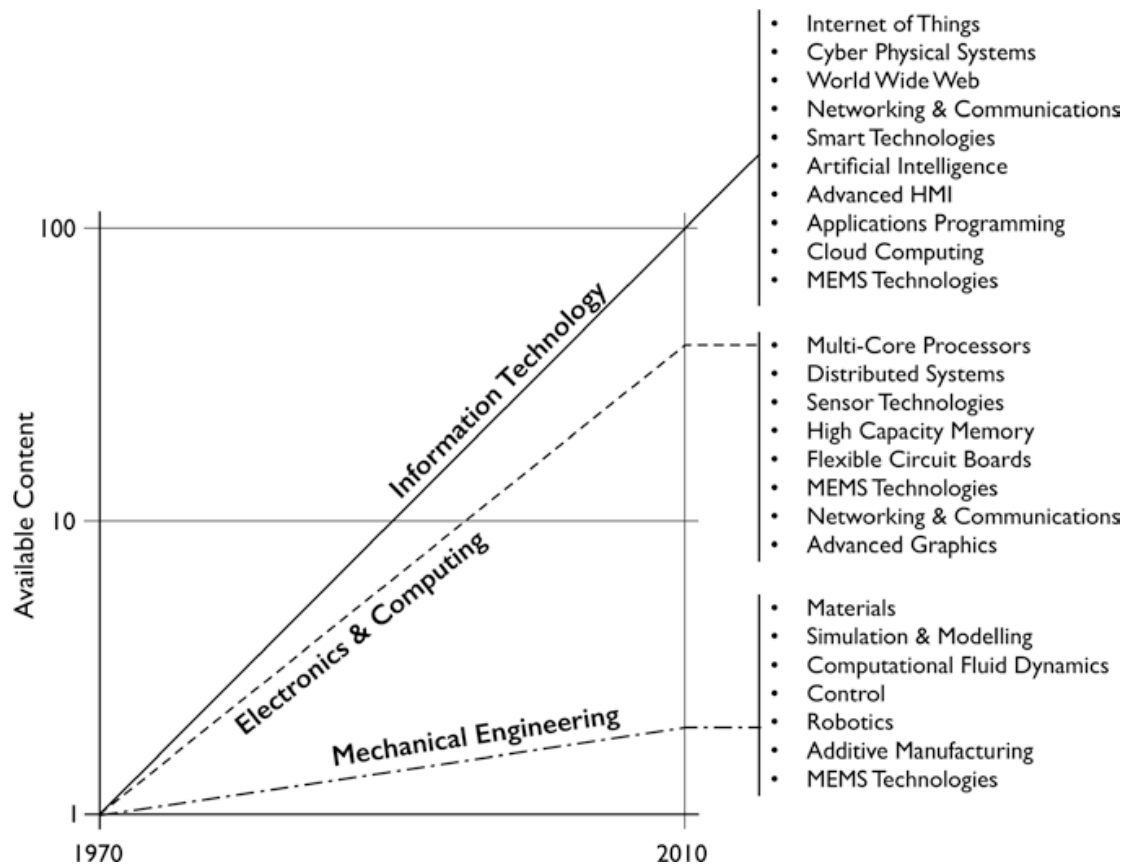 Available Content
100
10
1
1970
2010
Information Technology
Electronics & Computing
Mechanical Engineering
• Internet of Things
• Cyber Physical Systems
• World Wide Web
• Networking & Communications
• Smart Technologies
• Artificial Intelligence
• Advanced HMI
• Applications Programming
• Cloud Computing
• MEMS Technologies
• Multi-Core Processors
• Distributed Systems
• Sensor Technologies
• High Capacity Memory
• Flexible Circuit Boards
• MEMS Technologies
• Networking & Communications
• Advanced Graphics
• Materials
• Simulation & Modelling
• Computational Fluid Dynamics
• Control
• Robotics
• Additive Manufacturing
• MEMS Technologies